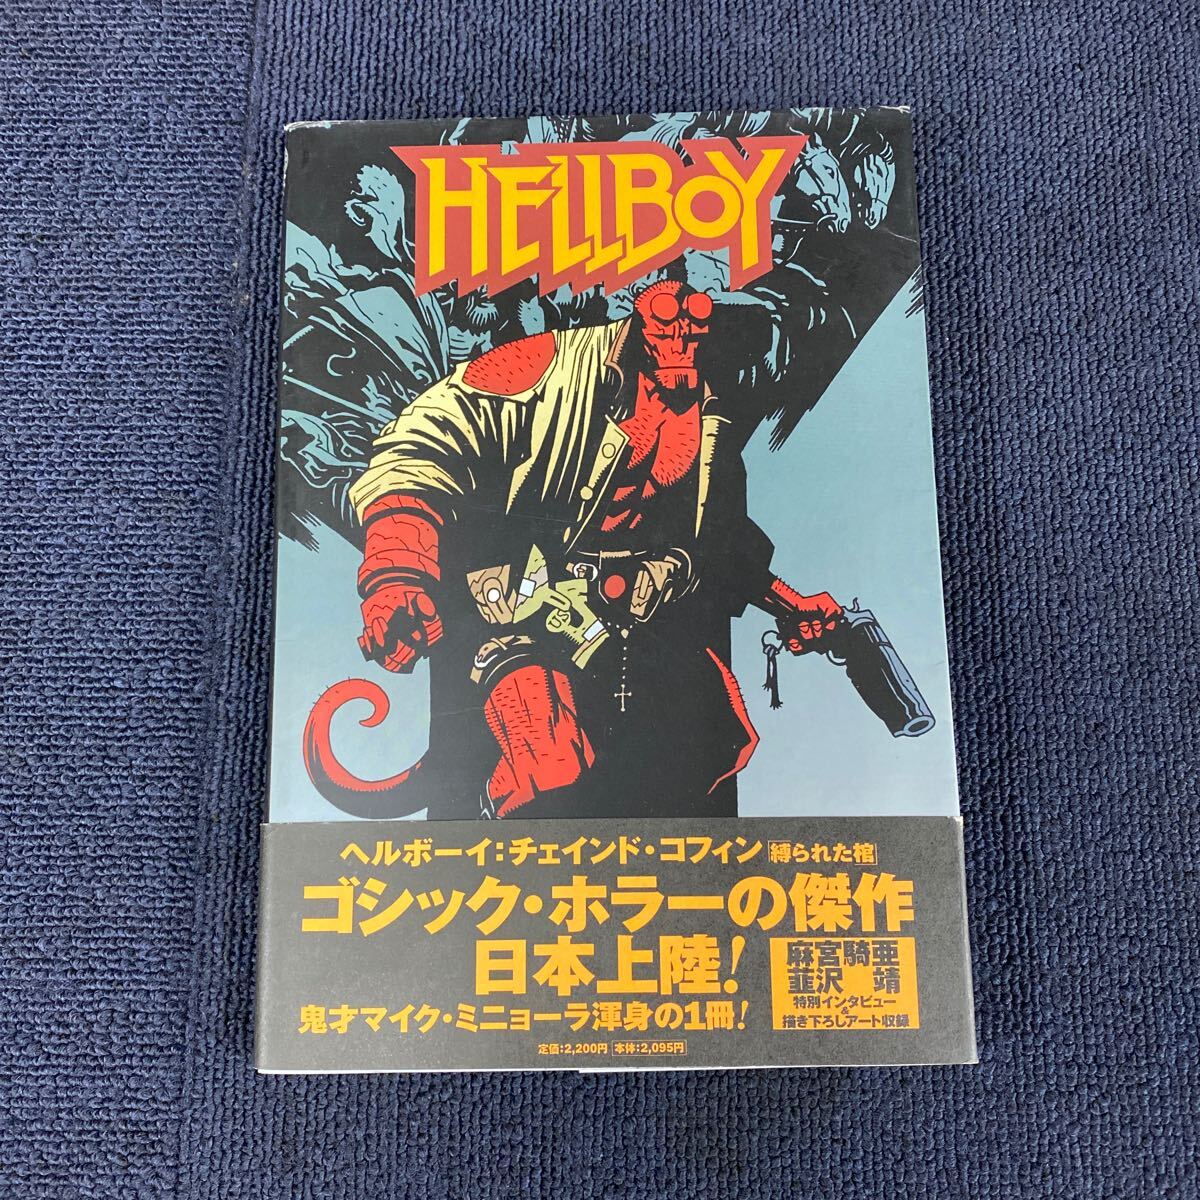 HELLBOY
ヘルボーイ:チェインド・コフィン[縛られた棺]
ゴシック・ホラーの傑作
日本上陸!
鬼才マイク・ミニョーラ渾身の1冊!
麻宮騎亜
韮沢 靖
特別インタビュー
&
描き下ろしアート収録
定価:2,200円 本体:2,095円